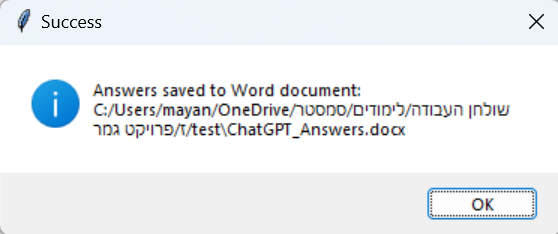 Success
Answers saved to Word document:
C:/Users/mayan/OneDrive/שולחן העבודה/לימודים/סמסטר
ז/פרויקט גמר/test\ChatGPT_Answers.docx
OK